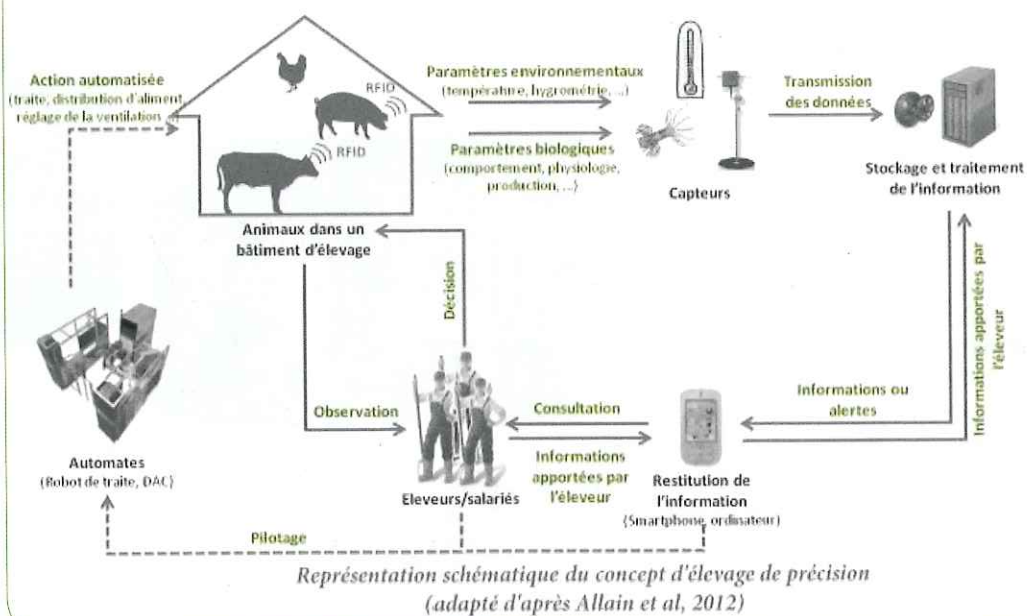 Action automatisée
(traite, distribution d'aliment,
réglage de la ventilation ...)
RFID
RFID
Paramètres environnementaux
(température, hygrométrie, ...)
Paramètres biologiques
(comportement, physiologie,
production, ...)
Capteurs
Transmission
des données
Stockage et traitement
de l'information
Animaux dans un
bâtiment d'élevage
Décision
Observation
Consultation
Informations
apportées par
l'éleveur
Informations ou
alertes
Informations apportées par
l'éleveur
Automates
(Robot de traite, DAC)
Eleveurs/salariés
Restitution de
l'information
(Smartphone, ordinateur)
Pilotage
Représentation schématique du concept d'élevage de précision
(adapté d'après Allain et al, 2012)